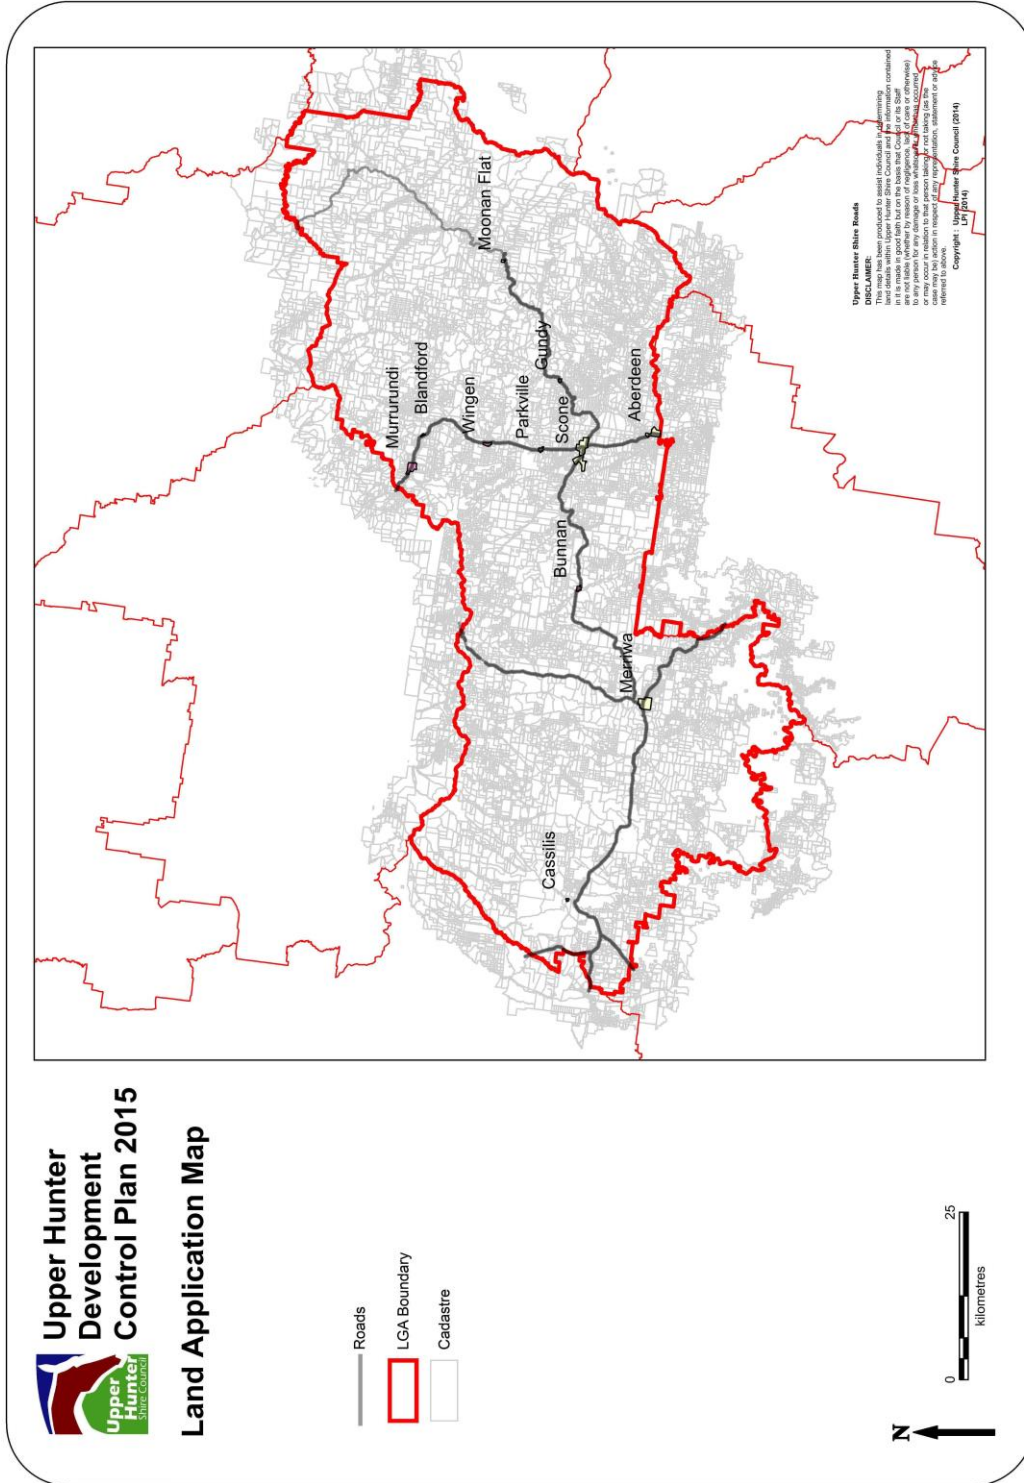 Upper Hunter
Development
Control Plan 2015
Upper
Hunter
Shire Council
Land Application Map
Roads
LGA Boundary
Cadastre
N
0
25
kilometres
Cassilis
Merriwa
Bunnan
Murrurundi
Blandford
Wingen
Parkville
Scone
Gundy
Aberdeen
Moonan Flat
Upper Hunter Shire Roads
DISCLAIMER:
This map has been produced to assist individuals in determining
land details within Upper Hunter Shire Council and the information contained
in it is made in good faith but on the basis that Council or its Staff
are not liable (whether by reason of negligence, lack of care or otherwise)
to any person for any damage or loss whatsoever which has occurred
or may occur in relation to that person taking or not taking (as the
case may be) action in respect of any representation, statement or advice
referred to above.
Copyright : Upper Hunter Shire Council (2014)
LPI (2014)